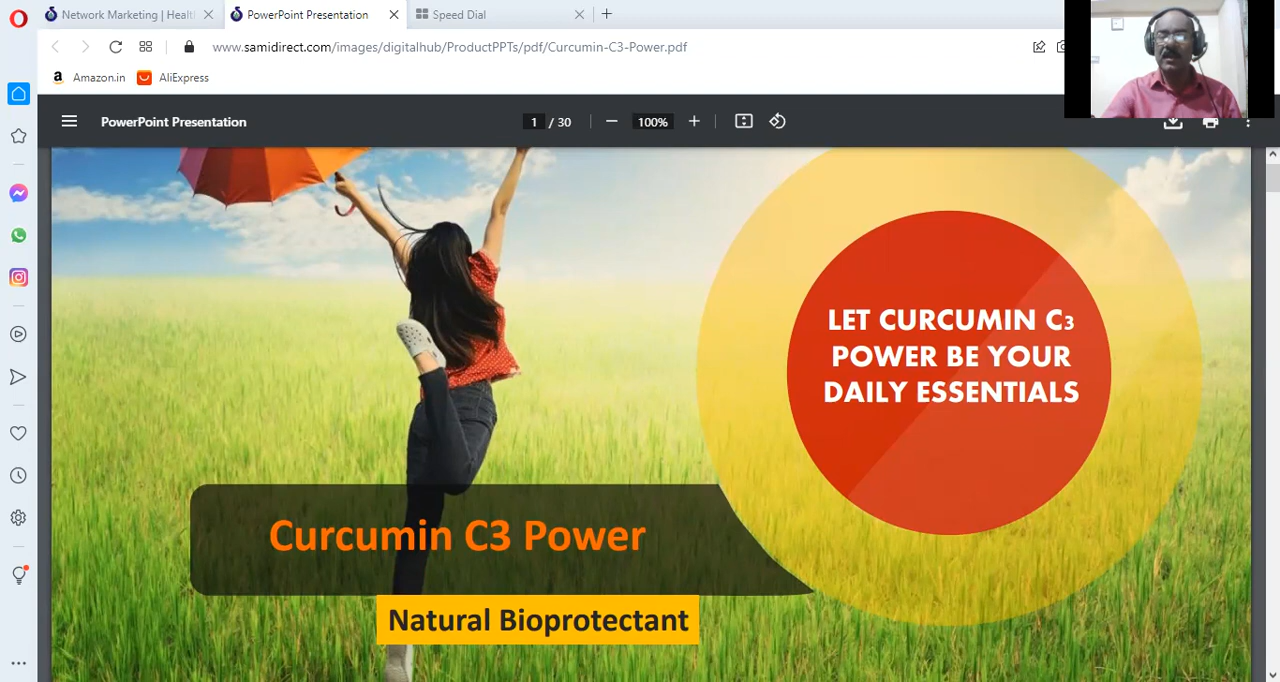 Network Marketing | Healt
PowerPoint Presentation
Speed Dial
www.samidirect.com/images/digitalhub/ProductPPTs/pdf/Curcumin-C3-Power.pdf
Amazon.in
AliExpress
PowerPoint Presentation
1 / 30
100%
LET CURCUMIN C3
POWER BE YOUR
DAILY ESSENTIALS
Curcumin C3 Power
Natural Bioprotectant